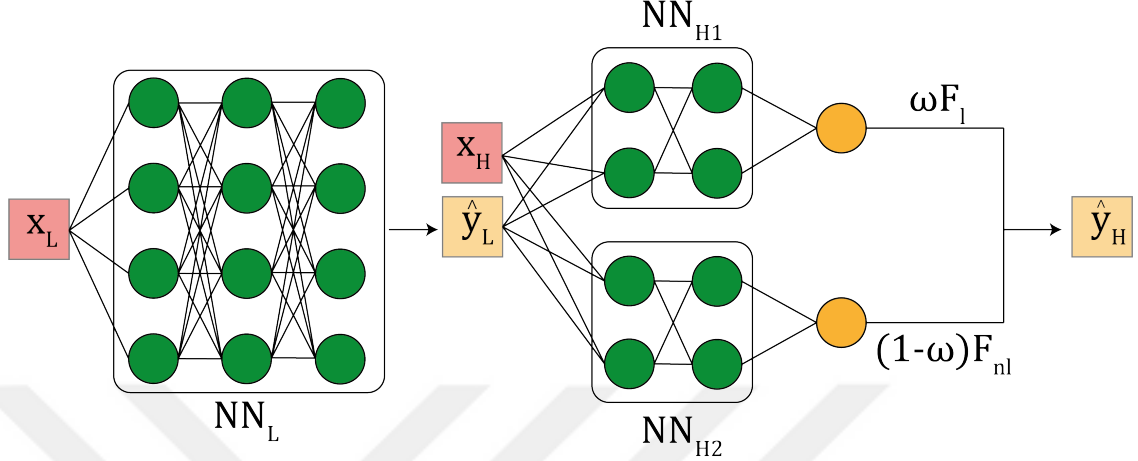 x_L
NN_L
x_H
ŷ_L
NN_H1
NN_H2
ωF_l
(1-ω)F_nl
ŷ_H